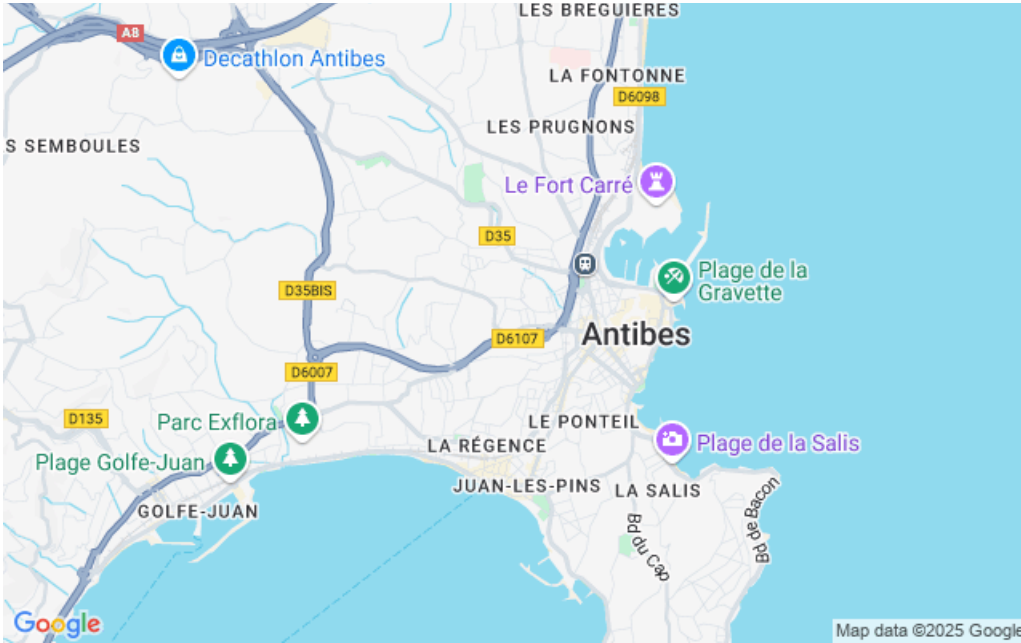 LES BREGUIERES
A8
Decathlon Antibes
LA FONTONNE
D6098
LES PRUGNONS
S SEMBOULES
Le Fort Carré
D35
Plage de la
Gravette
D35BIS
Antibes
D6107
D6007
D135
Parc Exflora
LE PONTEIL
LA RÉGENCE
Plage de la Salis
Plage Golfe-Juan
JUAN-LES-PINS
LA SALIS
GOLFE-JUAN
Bd de Bacon
Bd du Cap
Google
Map data ©2025 Google